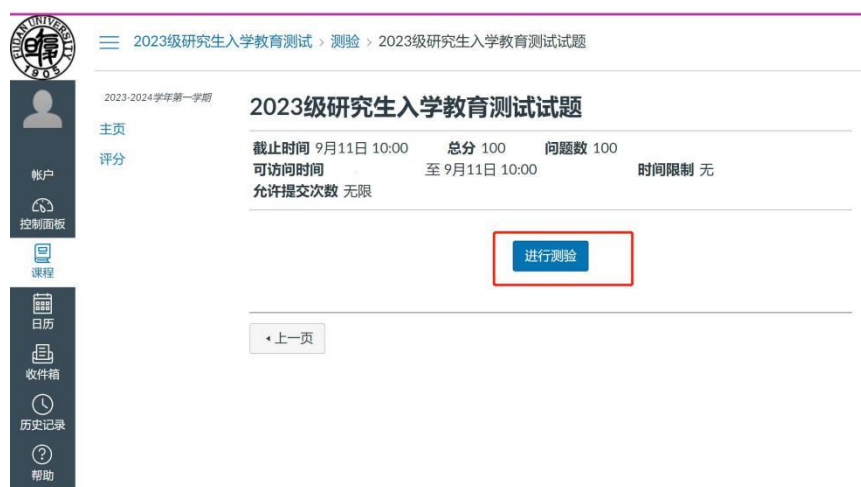 FUDAN UNIVERSITY
1905
2023级研究生入学教育测试 › 测验 › 2023级研究生入学教育测试试题
2023-2024学年第一学期
主页
评分
帐户
控制面板
课程
日历
收件箱
历史记录
帮助
2023级研究生入学教育测试试题
截止时间 9月11日 10:00 总分 100 问题数 100
可访问时间 至 9月11日 10:00 时间限制 无
允许提交次数 无限
进行测验
上一页